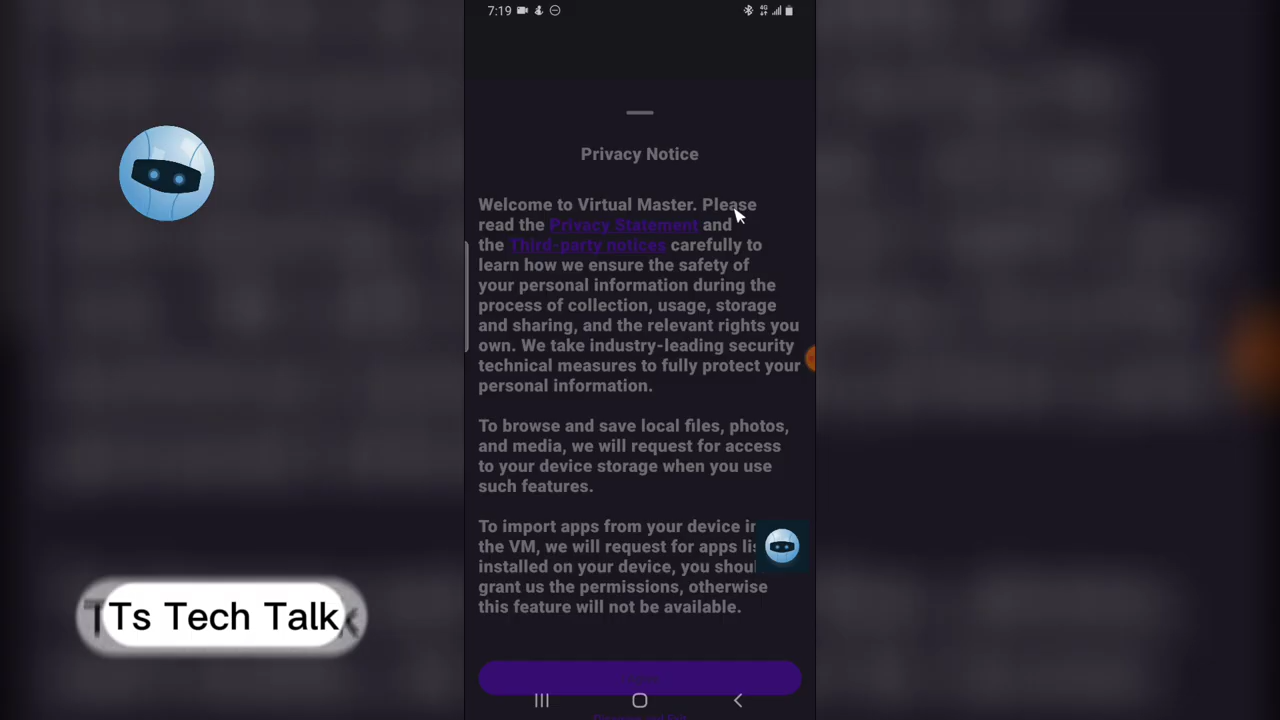 7:19
4G
Privacy Notice
Welcome to Virtual Master. Please
read the Privacy Statement and
the Third-party notices carefully to
learn how we ensure the safety of
your personal information during the
process of collection, usage, storage
and sharing, and the relevant rights you
own. We take industry-leading security
technical measures to fully protect your
personal information.
To browse and save local files, photos,
and media, we will request for access
to your device storage when you use
such features.
To import apps from your device in
the VM, we will request for apps lis
installed on your device, you shou
grant us the permissions, otherwise
this feature will not be available.
Ts Tech Talk